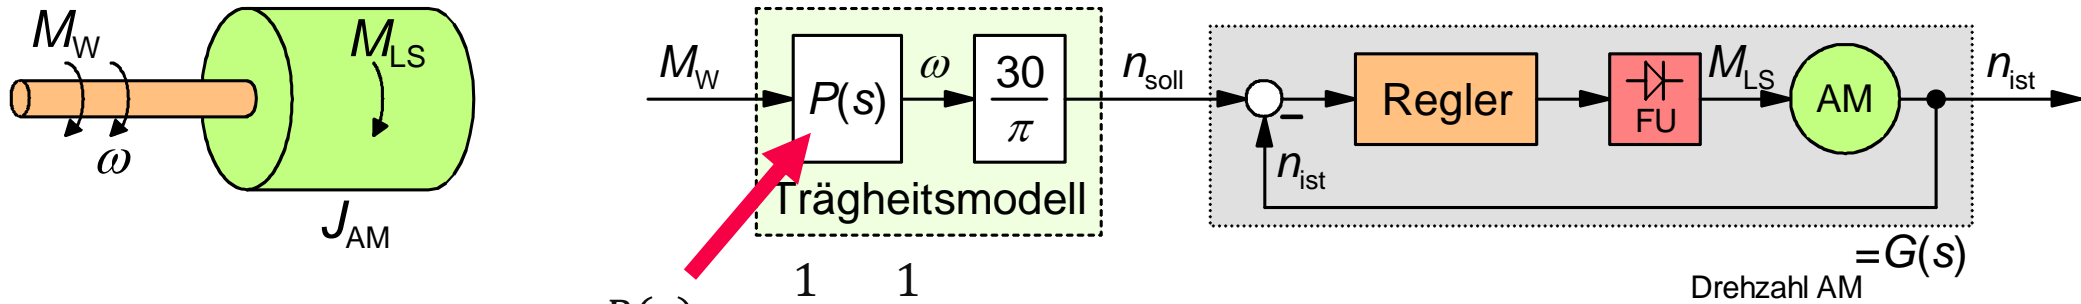 M_W
M_LS
ω
J_AM
M_W
P(s)
ω
30
π
Trägheitsmodell
n_soll
−
n_ist
Regler
FU
M_LS
AM
n_ist
=G(s)
Drehzahl AM
1 1